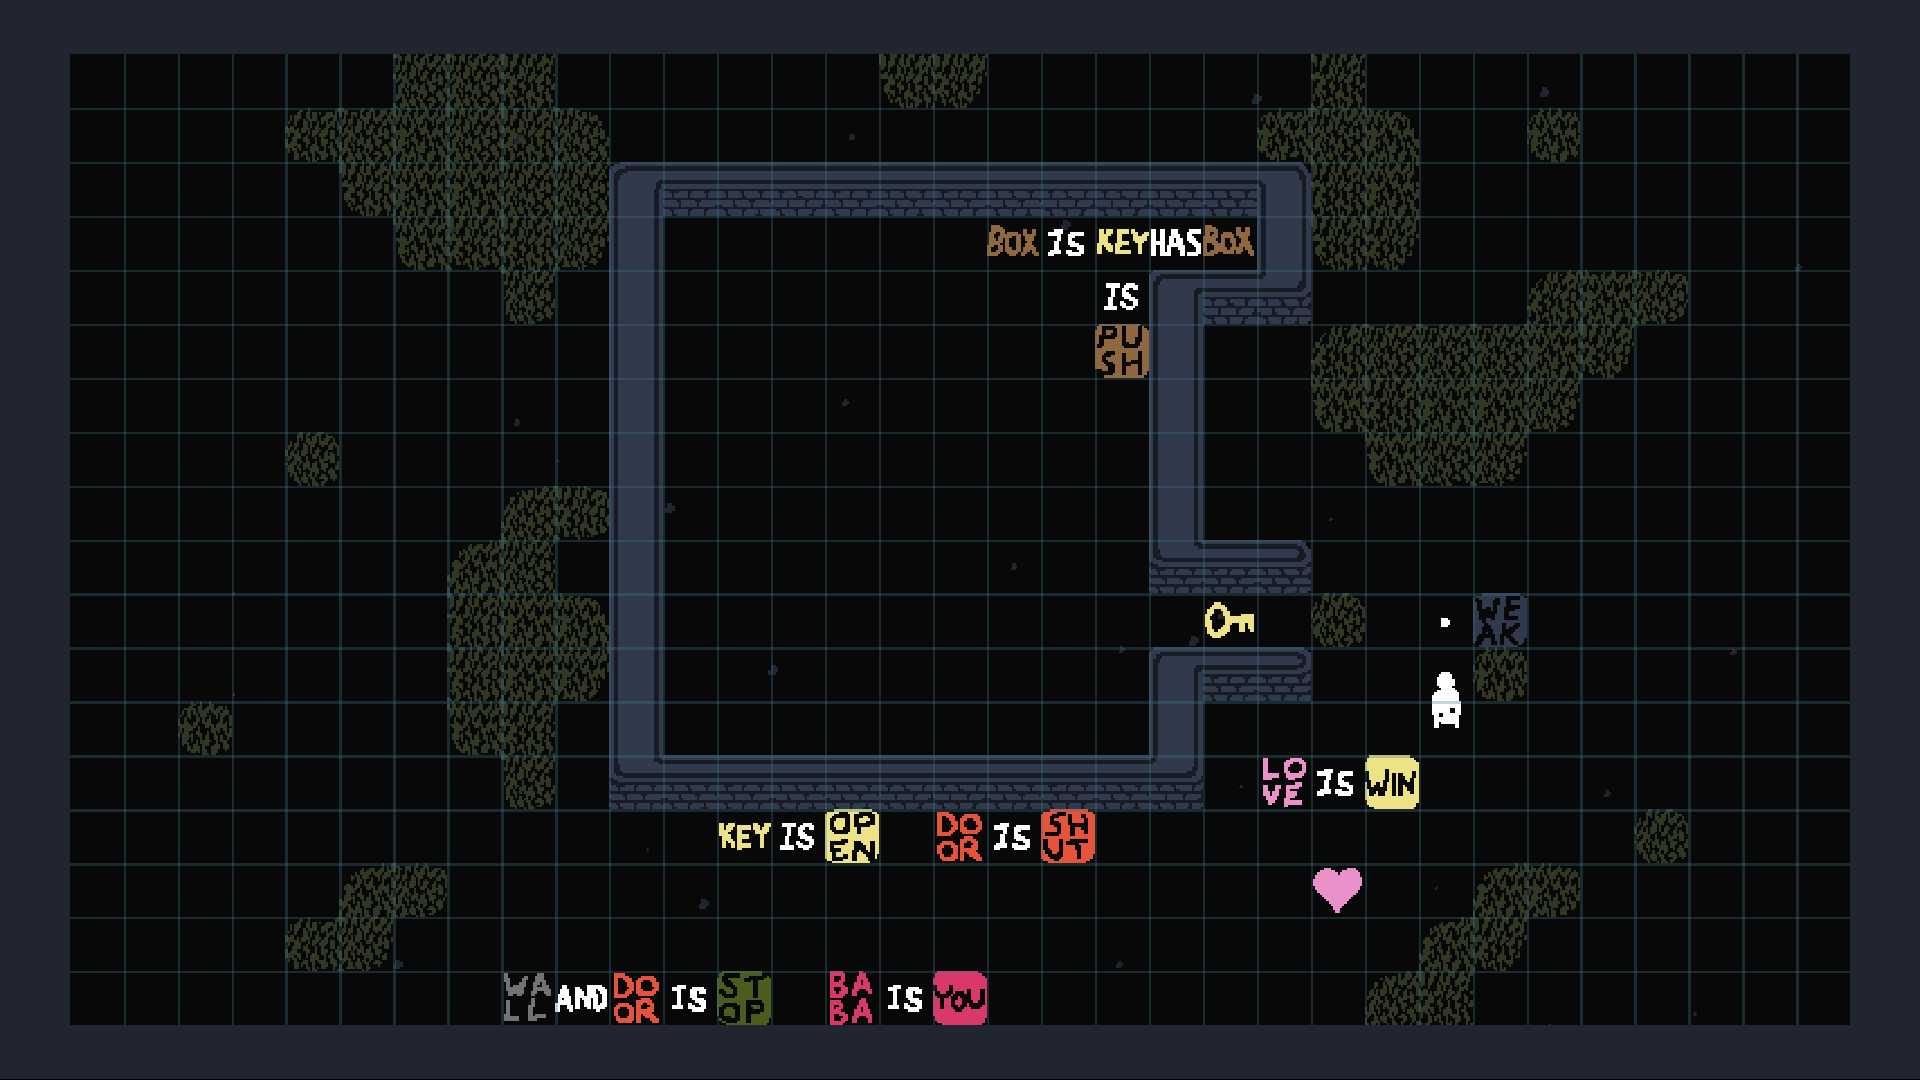 BOX IS KEY HAS BOX
IS
PUSH
WEAK
LOVE IS WIN
KEY IS OPEN DOOR IS SHUT
WALL AND DOOR IS STOP BABA IS YOU